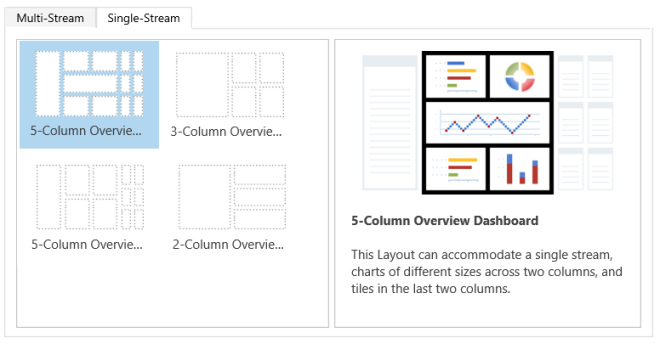 Multi-Stream
Single-Stream
5-Column Overvie...
3-Column Overvie...
5-Column Overvie...
2-Column Overvie...
5-Column Overview Dashboard
This Layout can accommodate a single stream,
charts of different sizes across two columns, and
tiles in the last two columns.